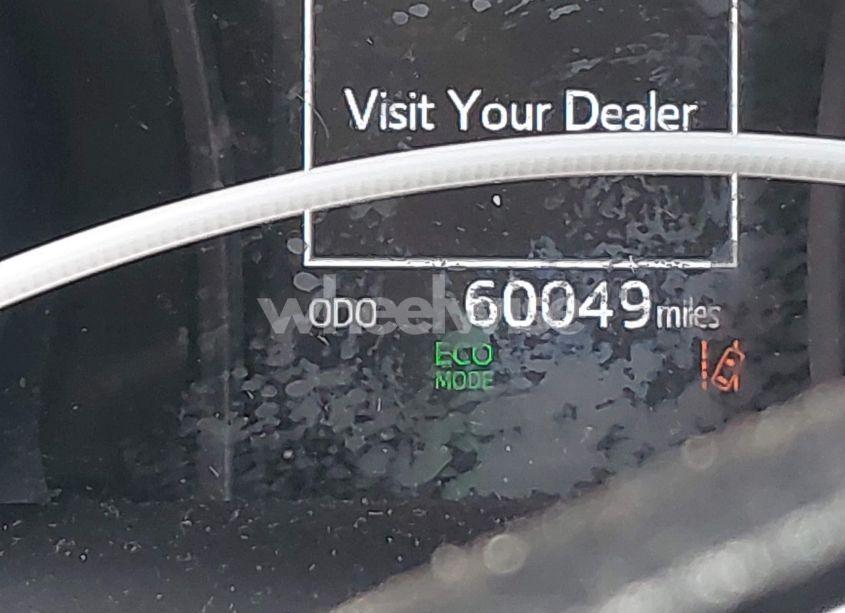 Visit Your Dealer
ODO 60049 miles
ECO
MODE